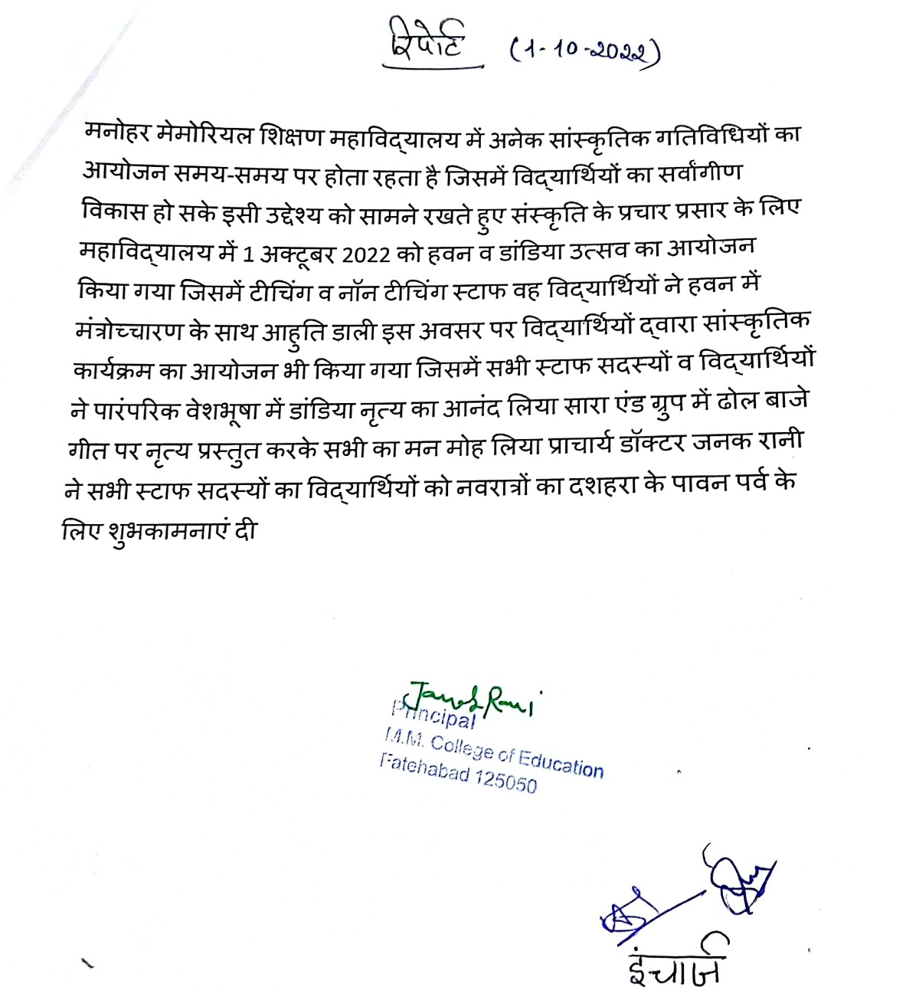 रिपोर्ट (1-10-2022)
मनोहर मेमोरियल शिक्षण महाविद्यालय में अनेक सांस्कृतिक गतिविधियों का
आयोजन समय-समय पर होता रहता है जिसमें विद्यार्थियों का सर्वांगीण
विकास हो सके इसी उद्देश्य को सामने रखते हुए संस्कृति के प्रचार प्रसार के लिए
महाविद्यालय में 1 अक्टूबर 2022 को हवन व डांडिया उत्सव का आयोजन
किया गया जिसमें टीचिंग व नॉन टीचिंग स्टाफ वह विद्यार्थियों ने हवन में
मंत्रोच्चारण के साथ आहुति डाली इस अवसर पर विद्यार्थियों द्वारा सांस्कृतिक
कार्यक्रम का आयोजन भी किया गया जिसमें सभी स्टाफ सदस्यों व विद्यार्थियों
ने पारंपरिक वेशभूषा में डांडिया नृत्य का आनंद लिया सारा एंड ग्रुप में ढोल बाजे
गीत पर नृत्य प्रस्तुत करके सभी का मन मोह लिया प्राचार्य डॉक्टर जनक रानी
ने सभी स्टाफ सदस्यों का विद्यार्थियों को नवरात्रों का दशहरा के पावन पर्व के
लिए शुभकामनाएं दी
Janak Rani
Principal
M.M. College of Education
Fatehabad 125050
इंचार्ज